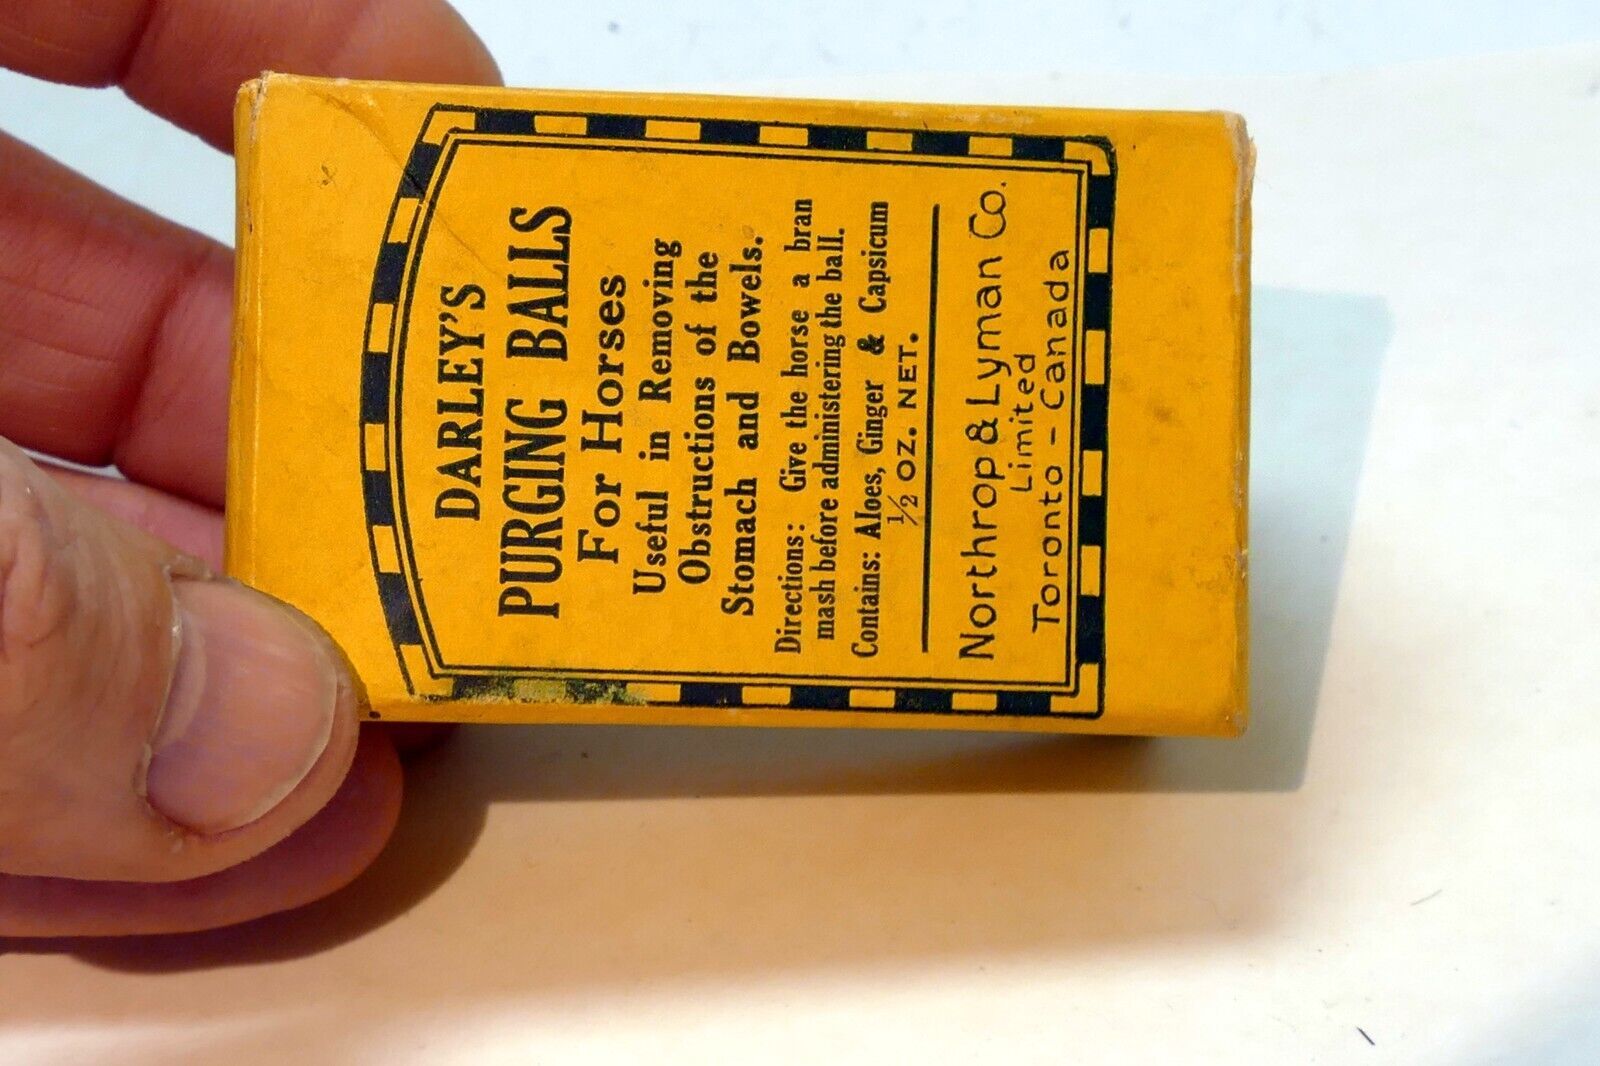 DARLEY'S
PURGING BALLS
For Horses
Useful in Removing
Obstructions of the
Stomach and Bowels.
Directions: Give the horse a bran
mash before administering the ball.
Contains: Aloes, Ginger & Capsicum
½ OZ. NET.
Northrop & Lyman Co.
Limited
Toronto - Canada